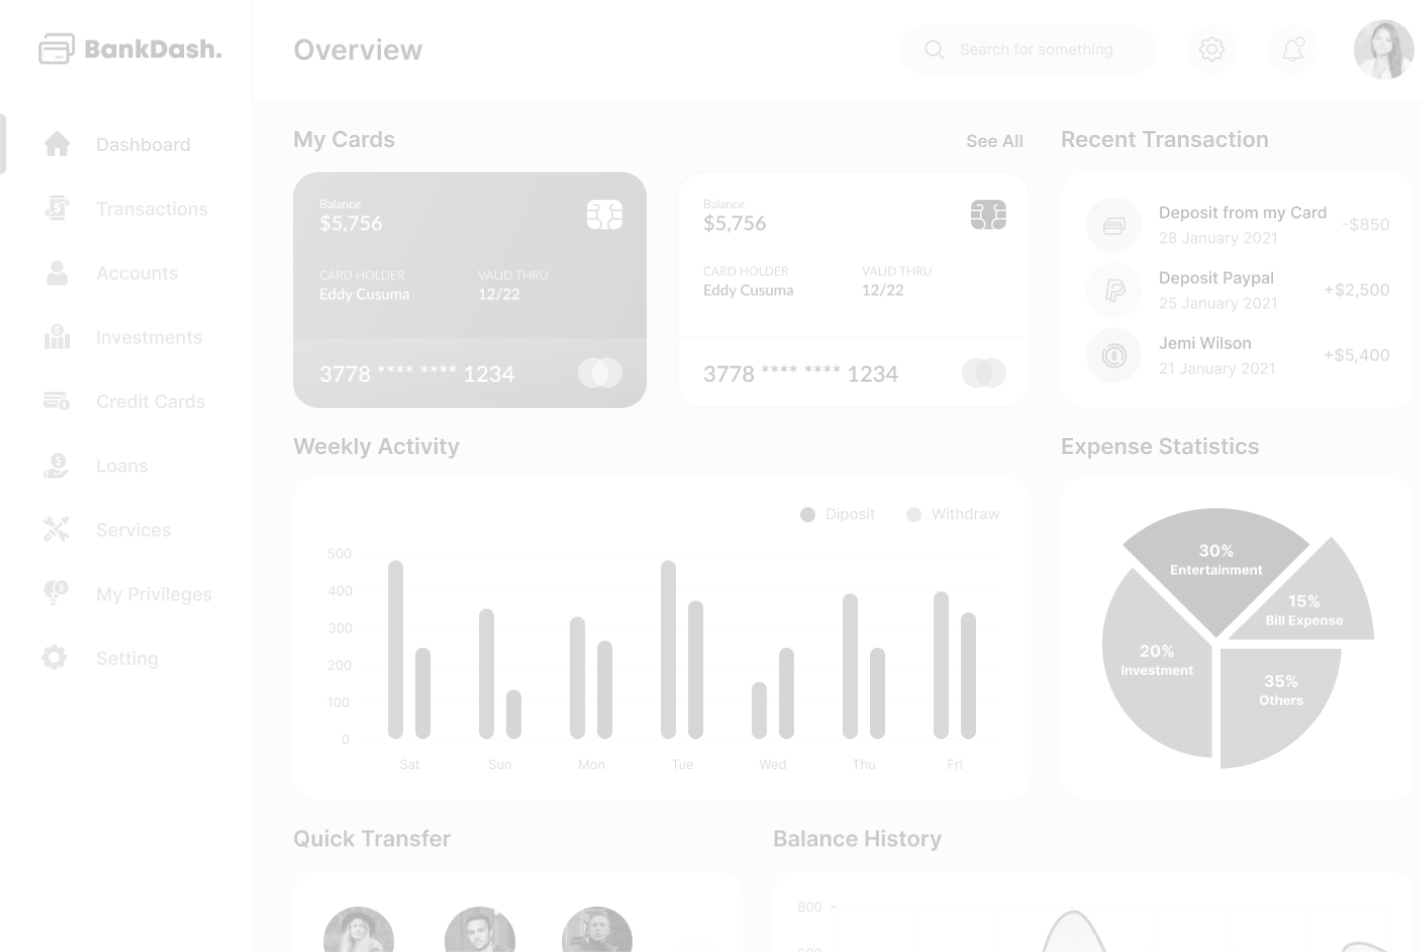 BankDash.
Overview
Search for something
Dashboard
Transactions
Accounts
Investments
Credit Cards
Loans
Services
My Privileges
Setting
My Cards
See All
Balance
$5,756
CARD HOLDER
Eddy Cusuma
VALID THRU
12/22
3778 **** **** 1234
Balance
$5,756
CARD HOLDER
Eddy Cusuma
VALID THRU
12/22
3778 **** **** 1234
Recent Transaction
Deposit from my Card
28 January 2021
-$850
Deposit Paypal
25 January 2021
+$2,500
Jemi Wilson
21 January 2021
+$5,400
Weekly Activity
Diposit
Withdraw
500
400
300
200
100
0
Sat
Sun
Mon
Tue
Wed
Thu
Fri
Expense Statistics
30%
Entertainment
15%
Bill Expense
20%
Investment
35%
Others
Quick Transfer
Balance History
800